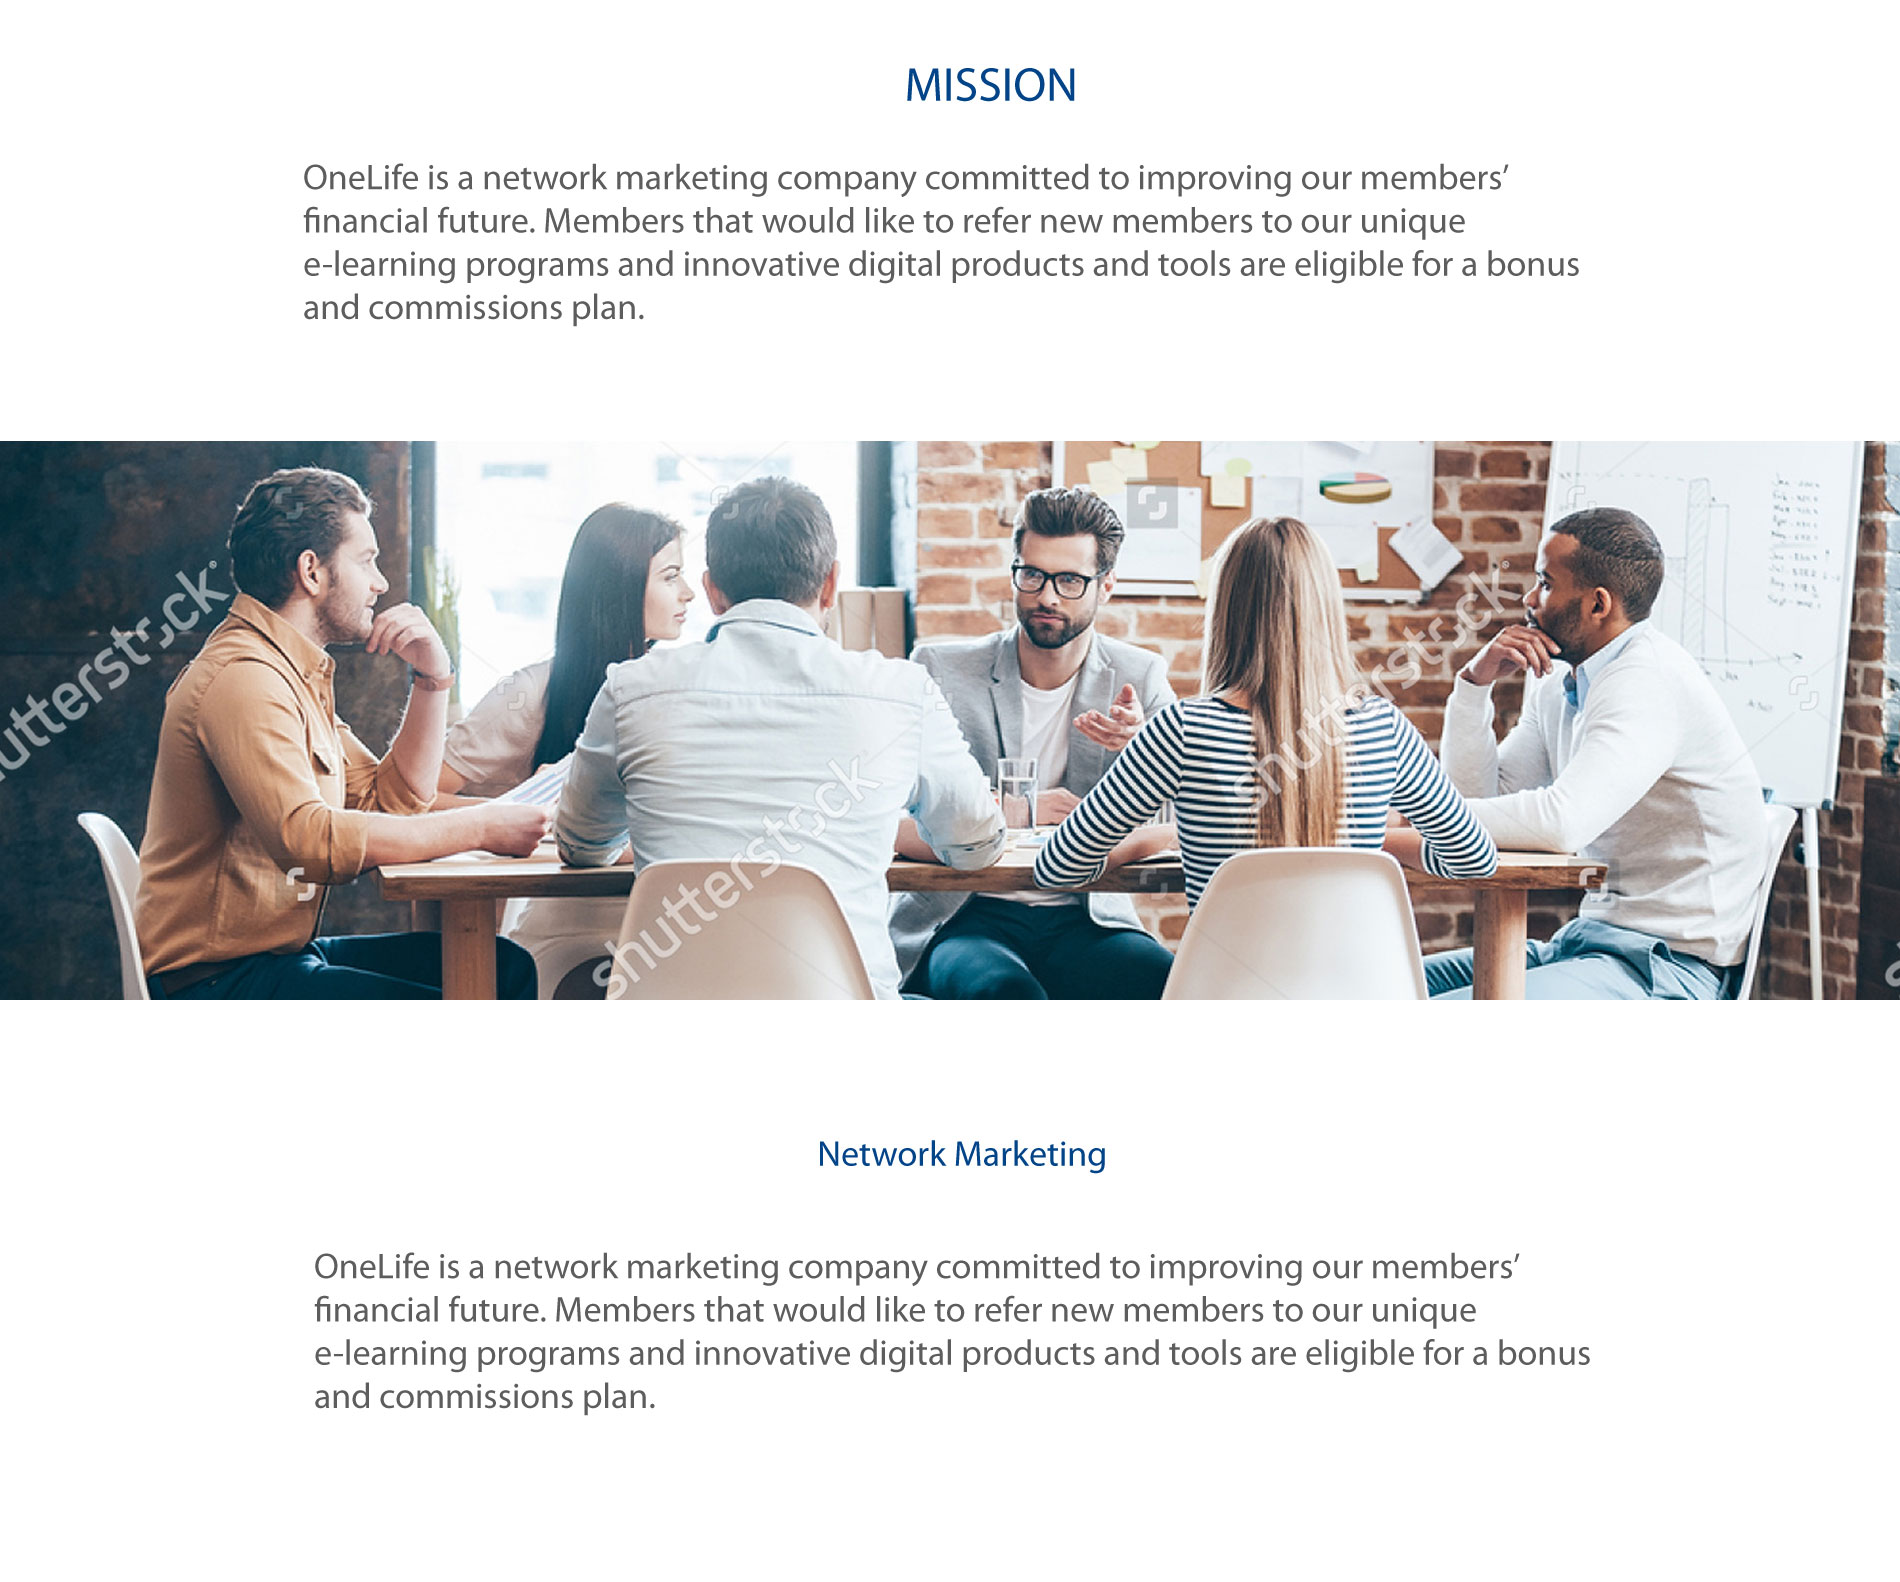 MISSION
OneLife is a network marketing company committed to improving our members’
financial future. Members that would like to refer new members to our unique
e-learning programs and innovative digital products and tools are eligible for a bonus
and commissions plan.
shutterstock
shutterstock
shutterstock
Network Marketing
OneLife is a network marketing company committed to improving our members’
financial future. Members that would like to refer new members to our unique
e-learning programs and innovative digital products and tools are eligible for a bonus
and commissions plan.